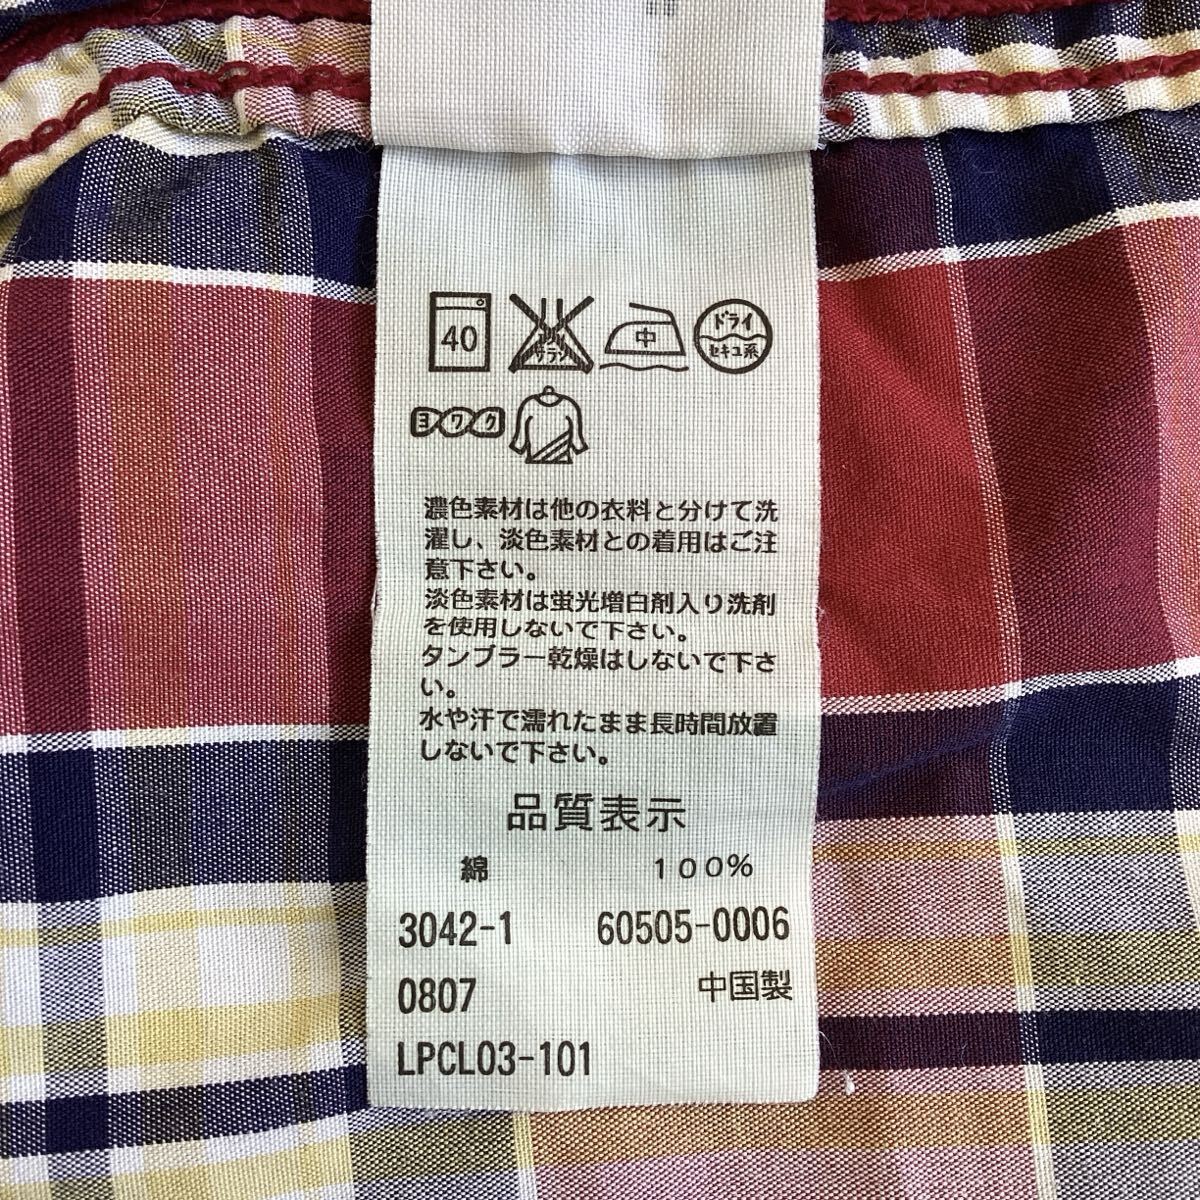 40
エンソ
サラシ
中
ドライ
セキユ系
ヨワク
濃色素材は他の衣料と分けて洗
濯し、淡色素材との着用はご注
意下さい。
淡色素材は蛍光増白剤入り洗剤
を使用しないで下さい。
タンブラー乾燥はしないで下さ
い。
水や汗で濡れたまま長時間放置
しないで下さい。
品質表示
綿 100%
3042-1 60505-0006
0807 中国製
LPCL03-101